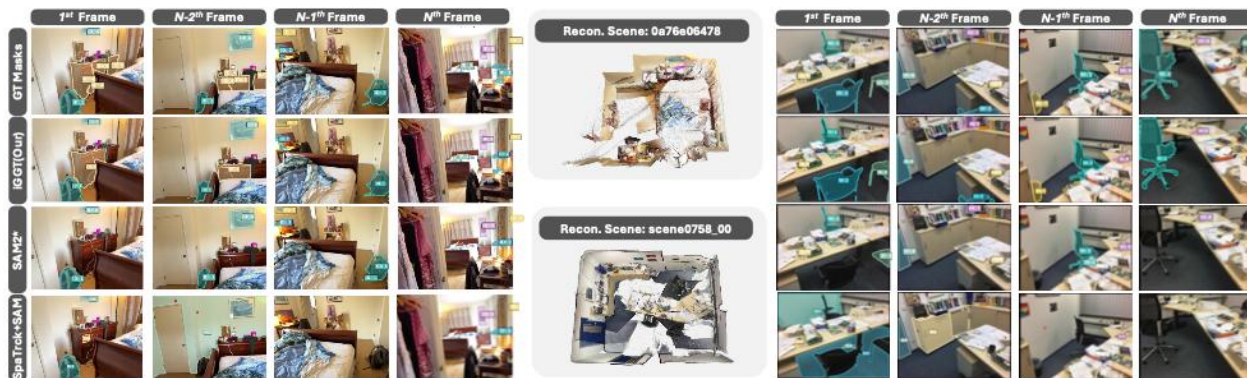 1st Frame N-2th Frame N-1th Frame Nth Frame
Recon. Scene: 0a76e06478
1st Frame N-2th Frame N-1th Frame Nth Frame
GT Masks
IGGT(Our)
SAM2*
Recon. Scene: scene0758_00
SpaTrck+SAM